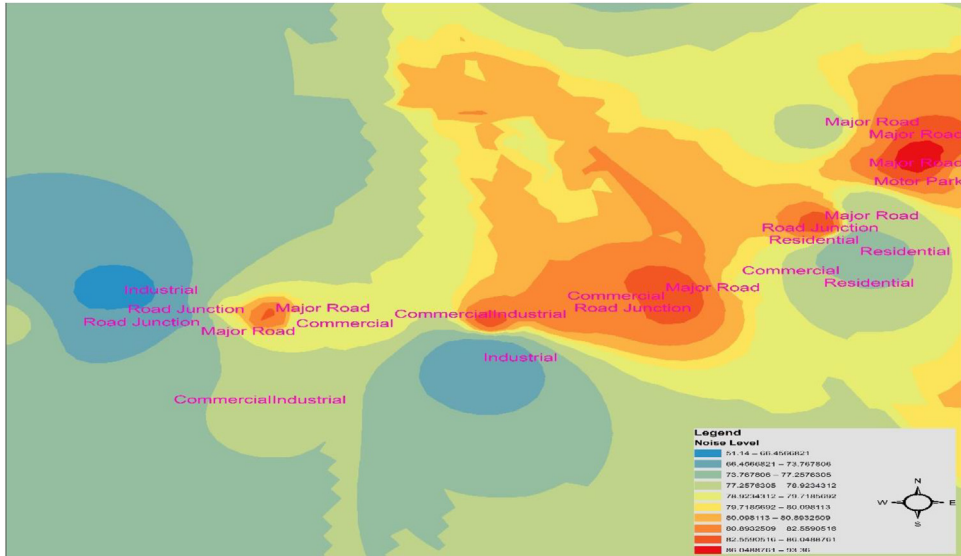 Major Road
Major Road
Major Road
Motor Park
Major Road
Road Junction
Residential
Residential
Commercial
Residential
Industrial
Major Road
Commercial
Road Junction
Major Road
Road Junction
CommercialIndustrial
Road Junction
Commercial
Major Road
Industrial
CommercialIndustrial
Legend
Noise Level
51.14 – 66.4566821
66.4566821 – 73.767806
73.767806 – 77.2576305
77.2576305 78.9234312
78.9234312 – 79.7185692
79.7185692 – 80.098113
80.098113 – 80.8932509
80.8932509 82.5590516
82.5590516 – 86.0488761
86.0488761 – 93.36
N
W
E
S